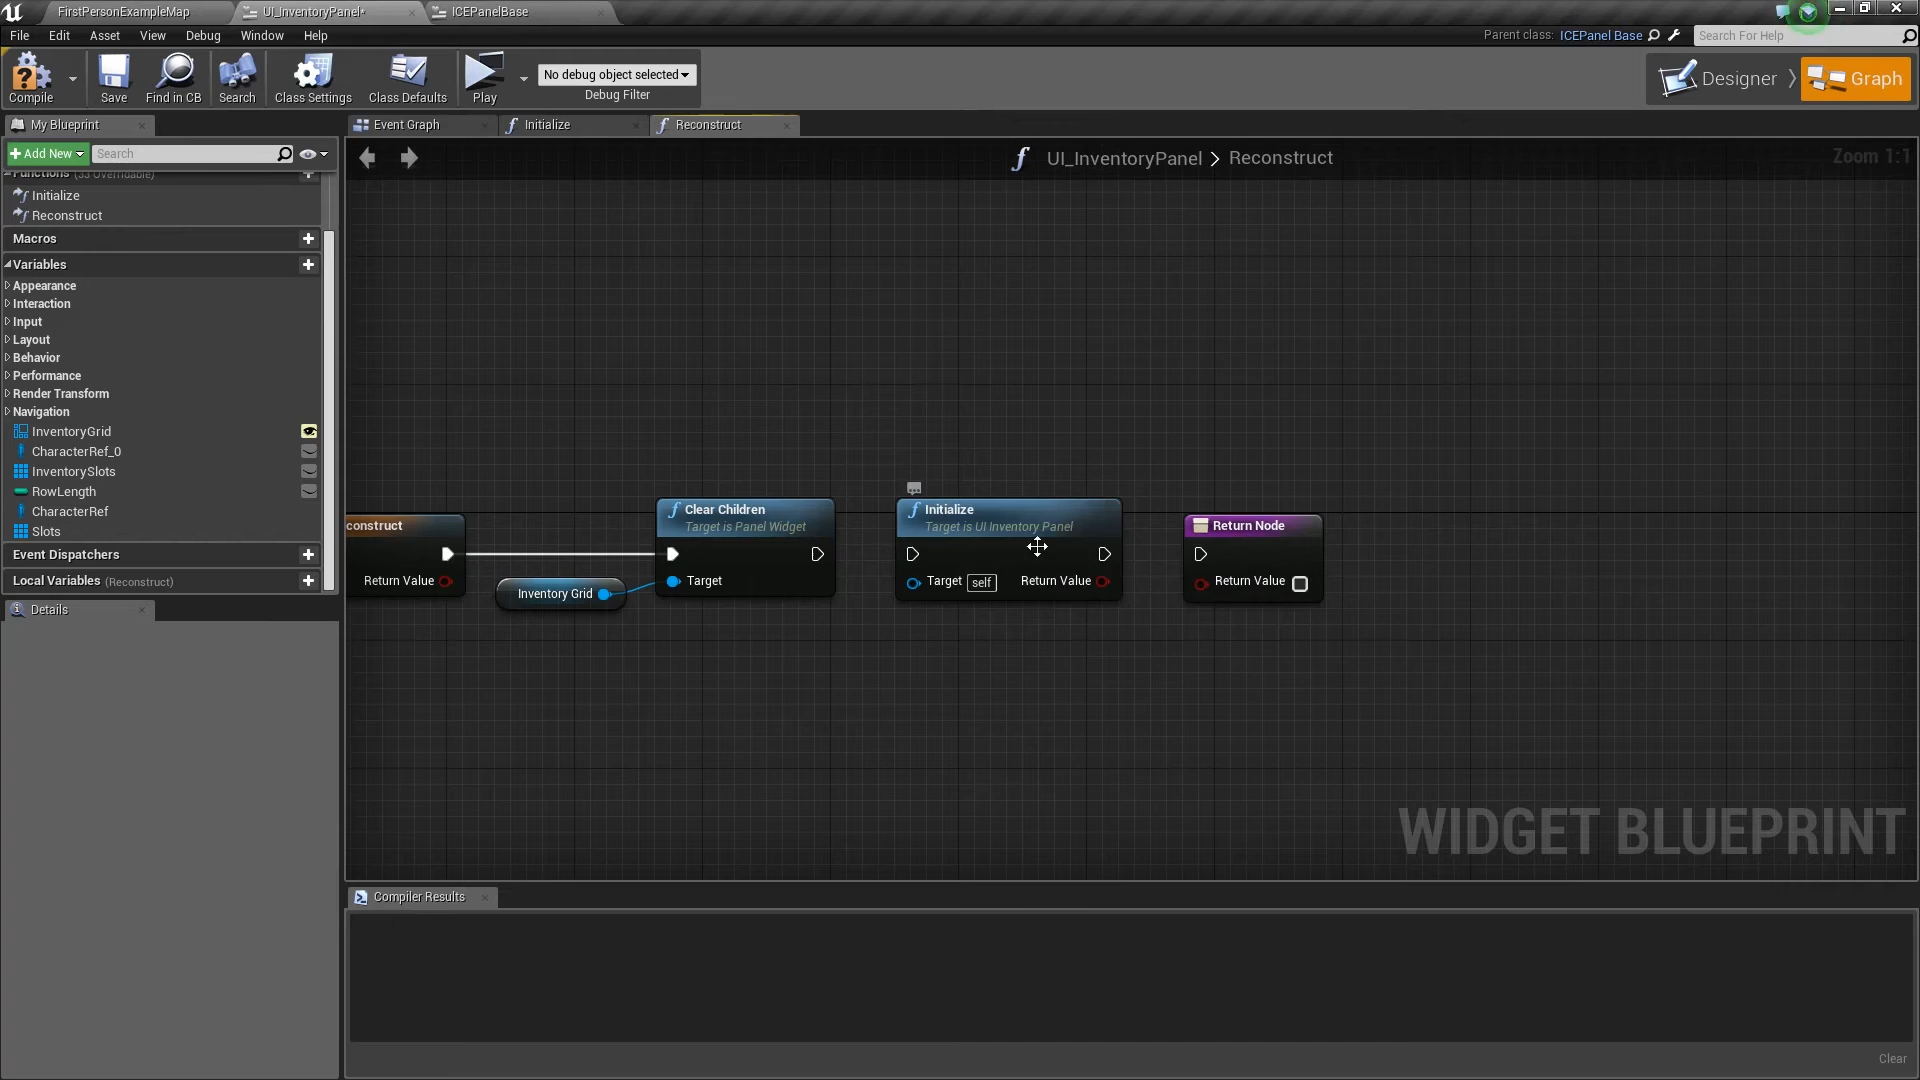 FirstPersonExampleMap
UI_InventoryPanel*
ICEPanelBase
File Edit Asset View Debug Window Help
Parent class: ICEPanel Base
Search For Help
Compile
Save
Find in CB
Search
Class Settings
Class Defaults
Play
No debug object selected
Debug Filter
Designer
Graph
My Blueprint
Event Graph
Initialize
Reconstruct
Add New
Search
UI_InventoryPanel > Reconstruct
Zoom 1:1
Functions (33 Overridable)
Initialize
Reconstruct
Macros
Variables
Appearance
Interaction
Input
Layout
Behavior
Performance
Render Transform
Navigation
InventoryGrid
CharacterRef_0
InventorySlots
RowLength
CharacterRef
Slots
Event Dispatchers
Local Variables (Reconstruct)
Details
construct
Return Value
Inventory Grid
Clear Children
Target is Panel Widget
Target
Initialize
Target is UI Inventory Panel
Target self
Return Value
Return Node
Return Value
WIDGET BLUEPRINT
Compiler Results
Clear